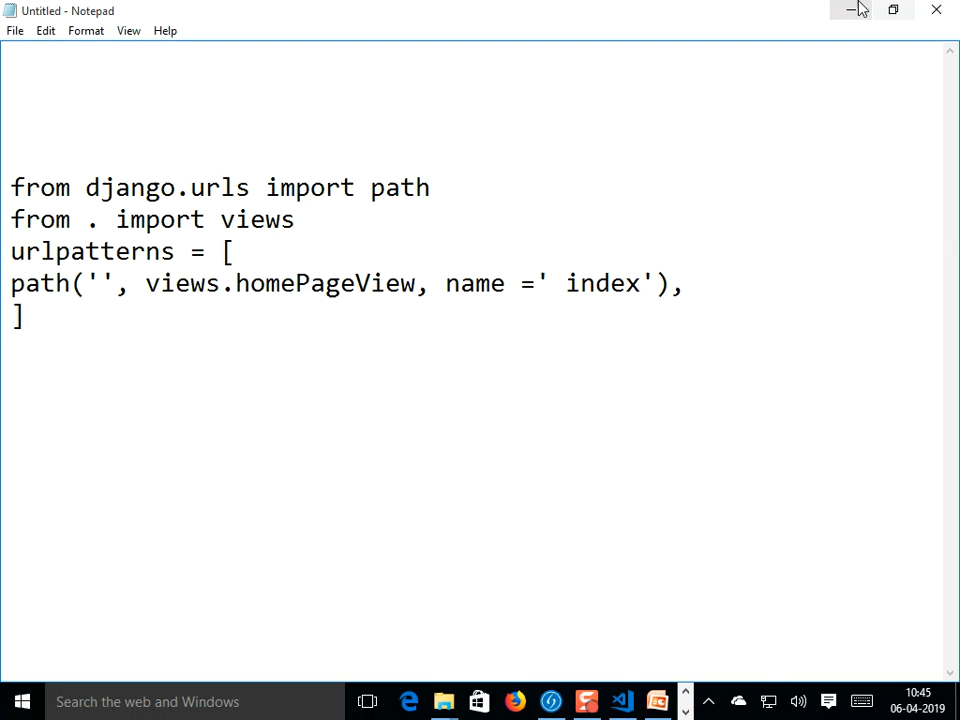 Untitled - Notepad
File Edit Format View Help
from django.urls import path
from . import views
urlpatterns = [
path('', views.homePageView, name =' index'),
]
Search the web and Windows
10:45
06-04-2019